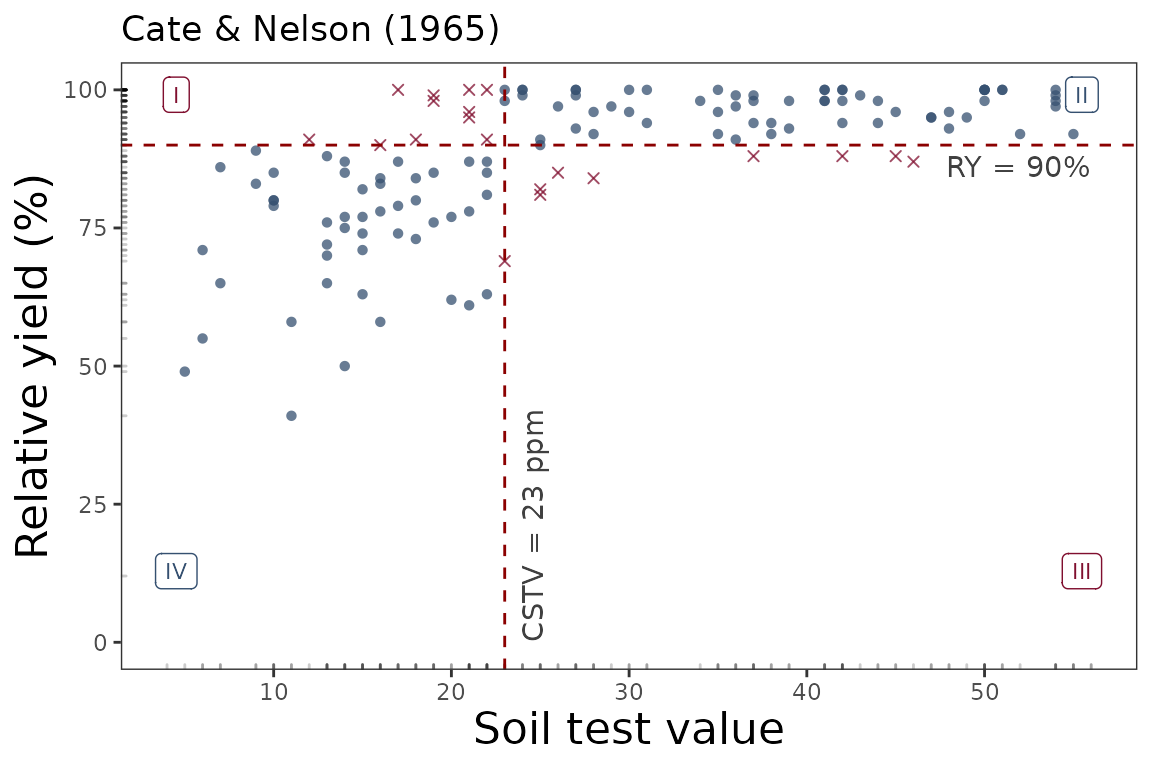 Cate & Nelson (1965)
Relative yield (%)
100
75
50
25
0
I
II
RY = 90%
CSTV = 23 ppm
IV
III
10
20
30
40
50
Soil test value